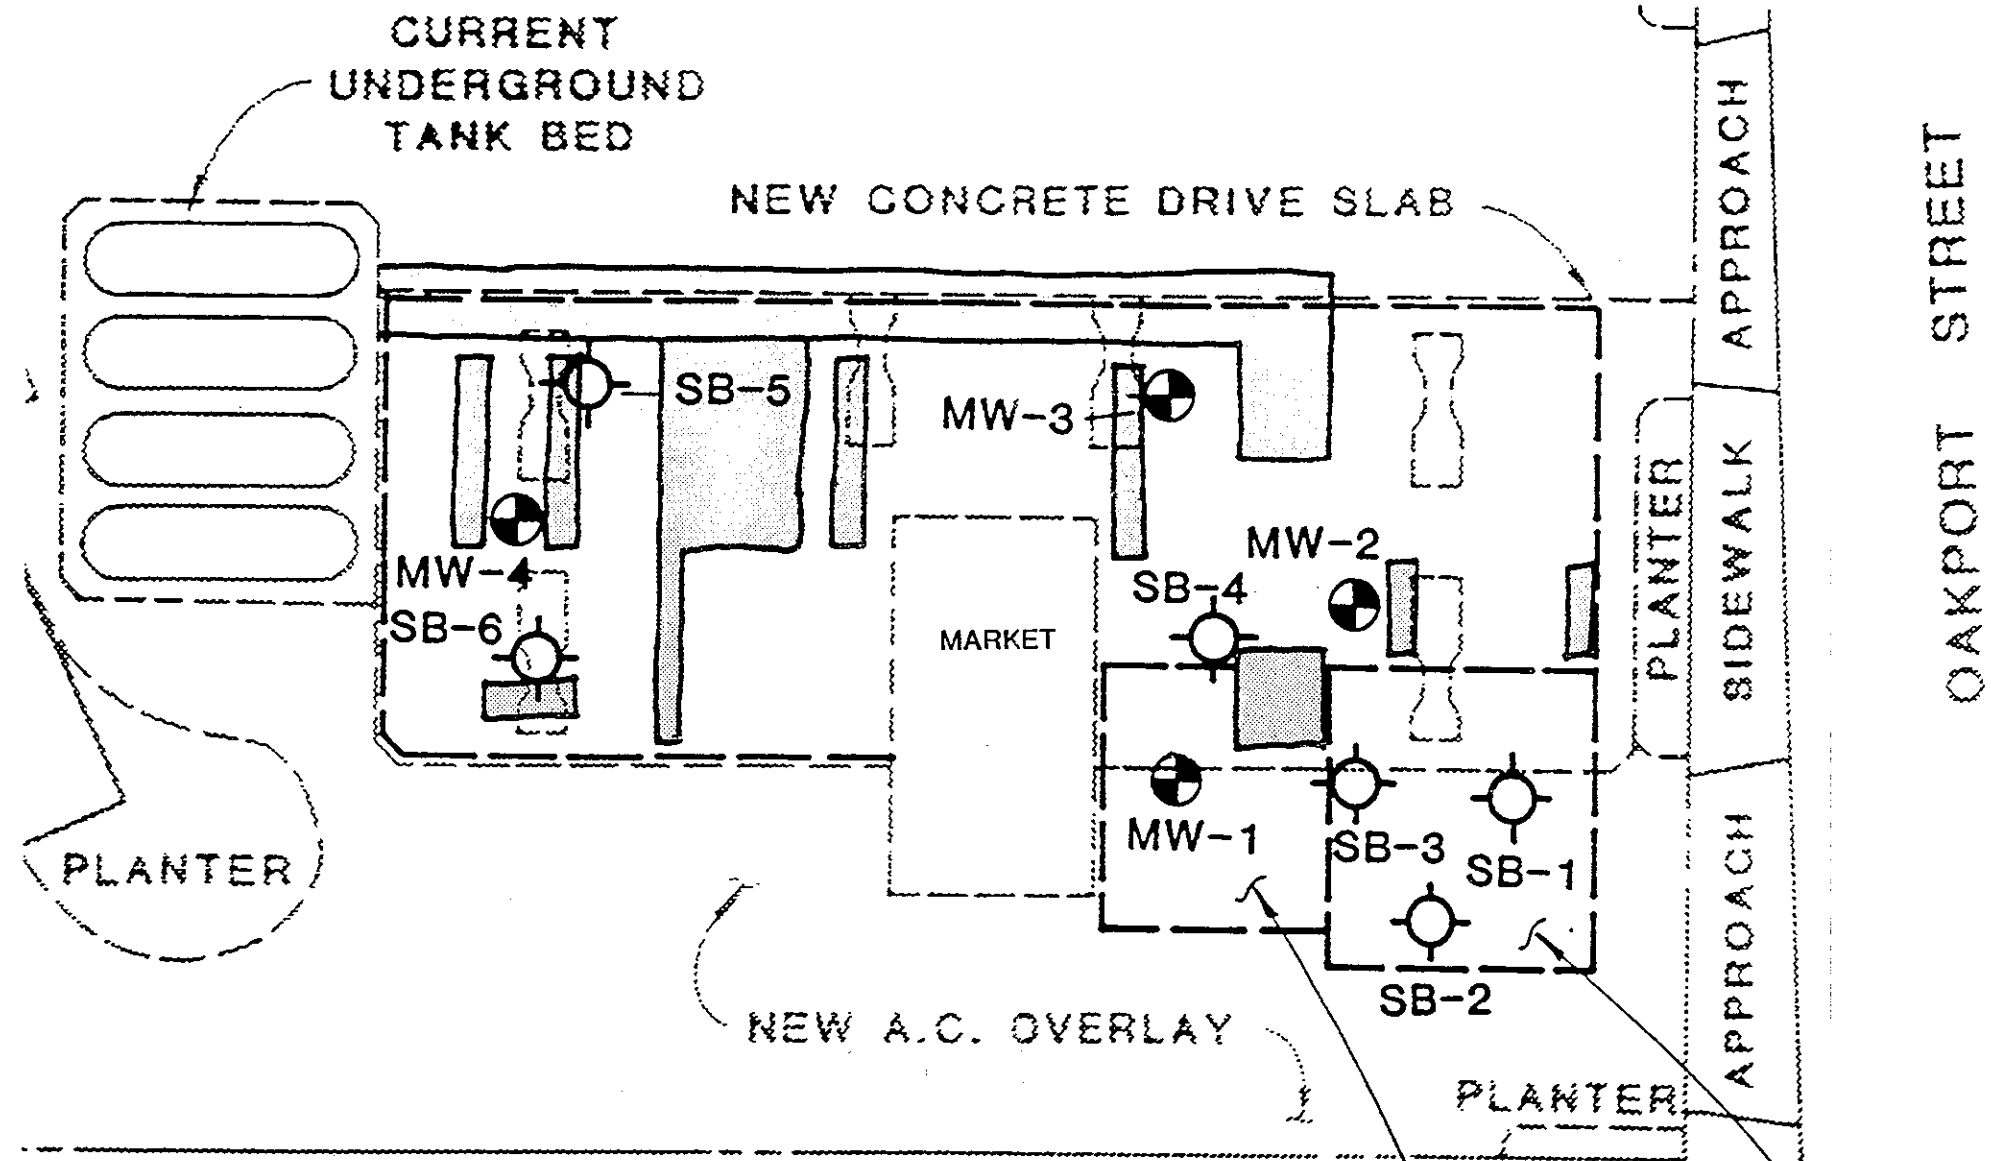 CURRENT
UNDERGROUND
TANK BED
NEW CONCRETE DRIVE SLAB
APPROACH
OAKPORT STREET
SB-5
MW-3
MW-2
SB-4
MW-4
SB-6
MARKET
PLANTER
SIDEWALK
MW-1
SB-3
SB-1
PLANTER
SB-2
NEW A.C. OVERLAY
APPROACH
PLANTER